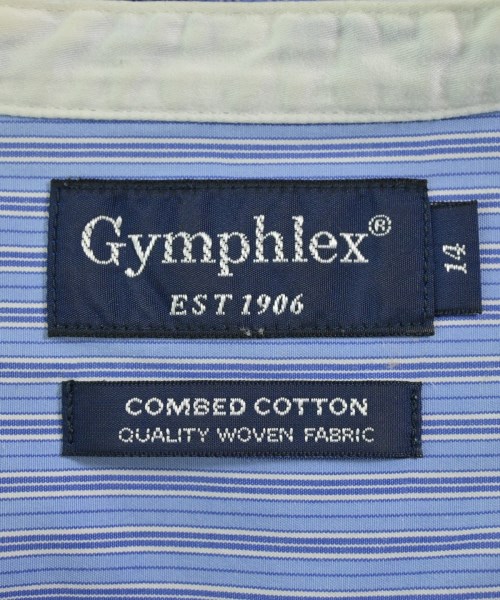 Gymphlex®
EST 1906
14
COMBED COTTON
QUALITY WOVEN FABRIC